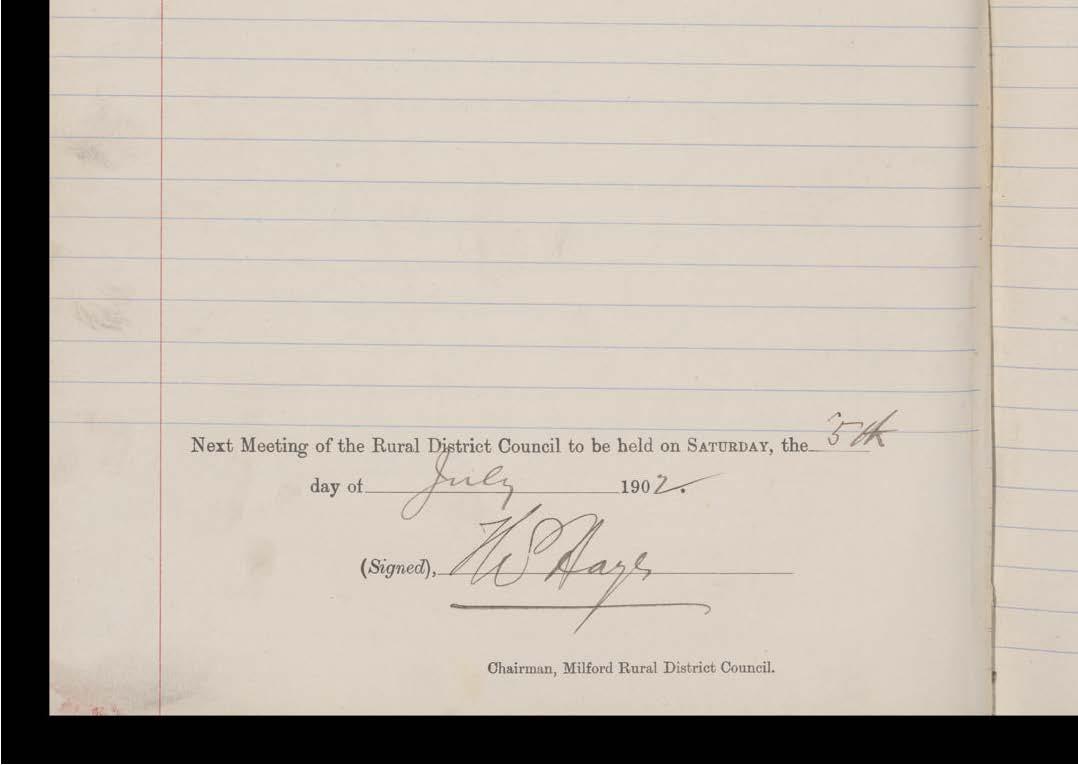 Next Meeting of the Rural District Council to be held on SATURDAY, the 5th
day of July 1902.
(Signed), Hayes
Chairman, Milford Rural District Council.